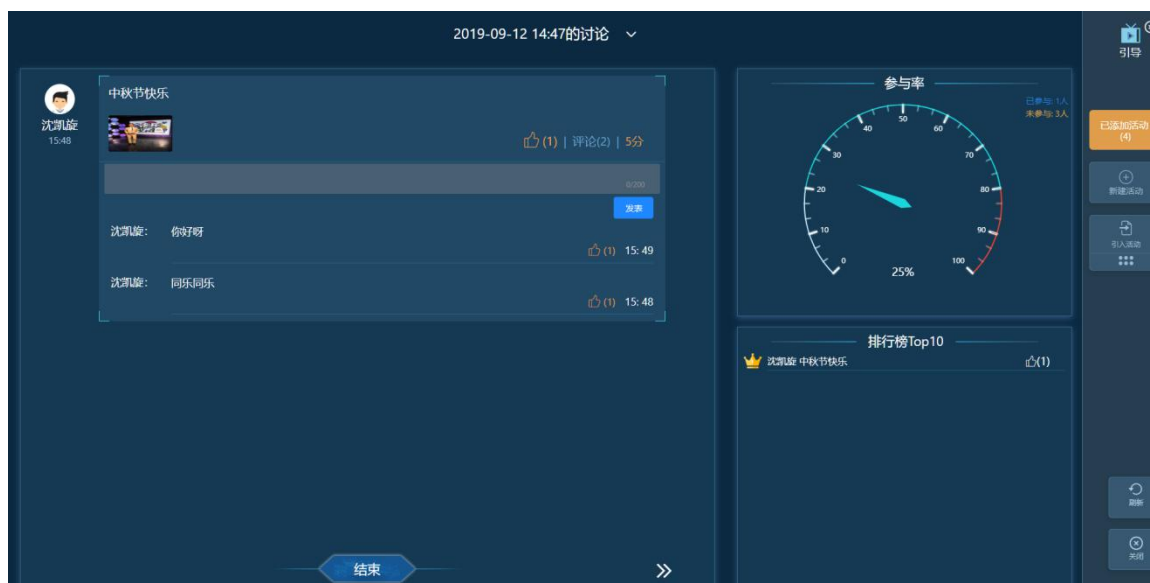 2019-09-12 14:47的讨论
引导
沈凯旋
15:48
中秋节快乐
(1) | 评论(2) | 5分
0/200
发表
沈凯旋: 你好呀
(1) 15:49
沈凯旋: 同乐同乐
(1) 15:48
结束
参与率
已参与: 1人
未参与: 3人
0
10
20
30
40
50
60
70
80
90
100
25%
排行榜Top10
沈凯旋 中秋节快乐
(1)
已添加活动
(4)
新建活动
引入活动
刷新
关闭